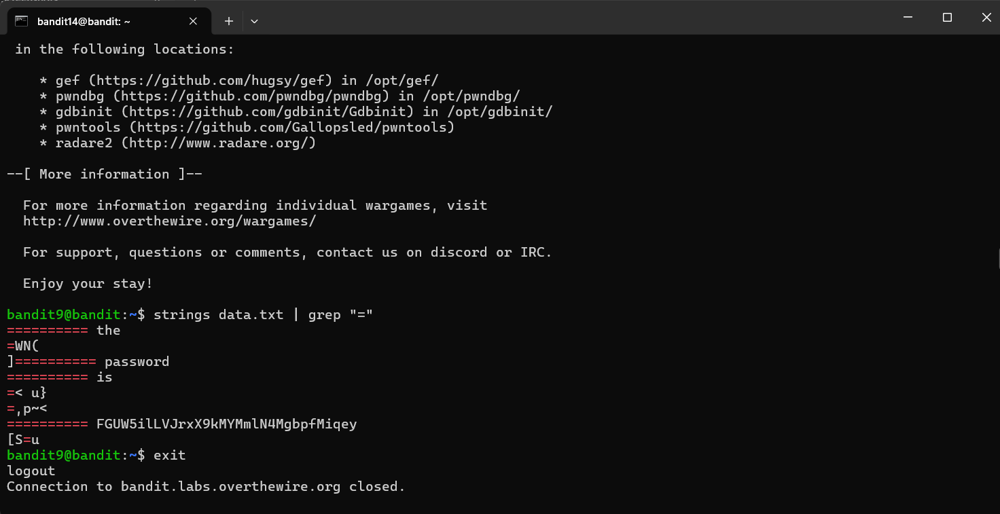 bandit14@bandit: ~
in the following locations:
* gef (https://github.com/hugsy/gef) in /opt/gef/
* pwndbg (https://github.com/pwndbg/pwndbg) in /opt/pwndbg/
* gdbinit (https://github.com/gdbinit/Gdbinit) in /opt/gdbinit/
* pwntools (https://github.com/Gallopsled/pwntools)
* radare2 (http://www.radare.org/)
--[ More information ]--
For more information regarding individual wargames, visit
http://www.overthewire.org/wargames/
For support, questions or comments, contact us on discord or IRC.
Enjoy your stay!
bandit9@bandit:~$ strings data.txt | grep "="
========== the
=WN(
]========== password
========== is
=< u}
=,p~<
========== FGUW5ilLVJrxX9kMYMmlN4MgbpfMiqey
[S=u
bandit9@bandit:~$ exit
logout
Connection to bandit.labs.overthewire.org closed.